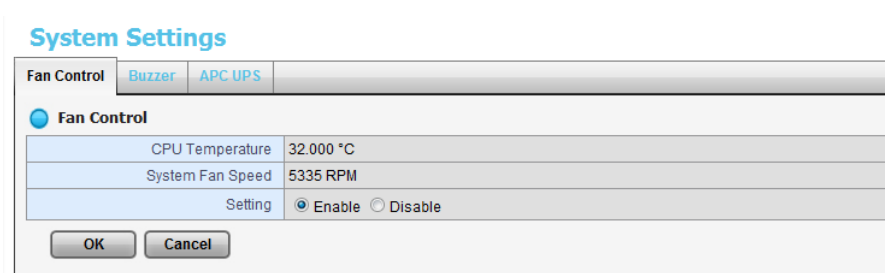 System Settings
Fan Control Buzzer APC UPS
Fan Control
CPU Temperature 32.000 °C
System Fan Speed 5335 RPM
Setting Enable Disable
OK Cancel